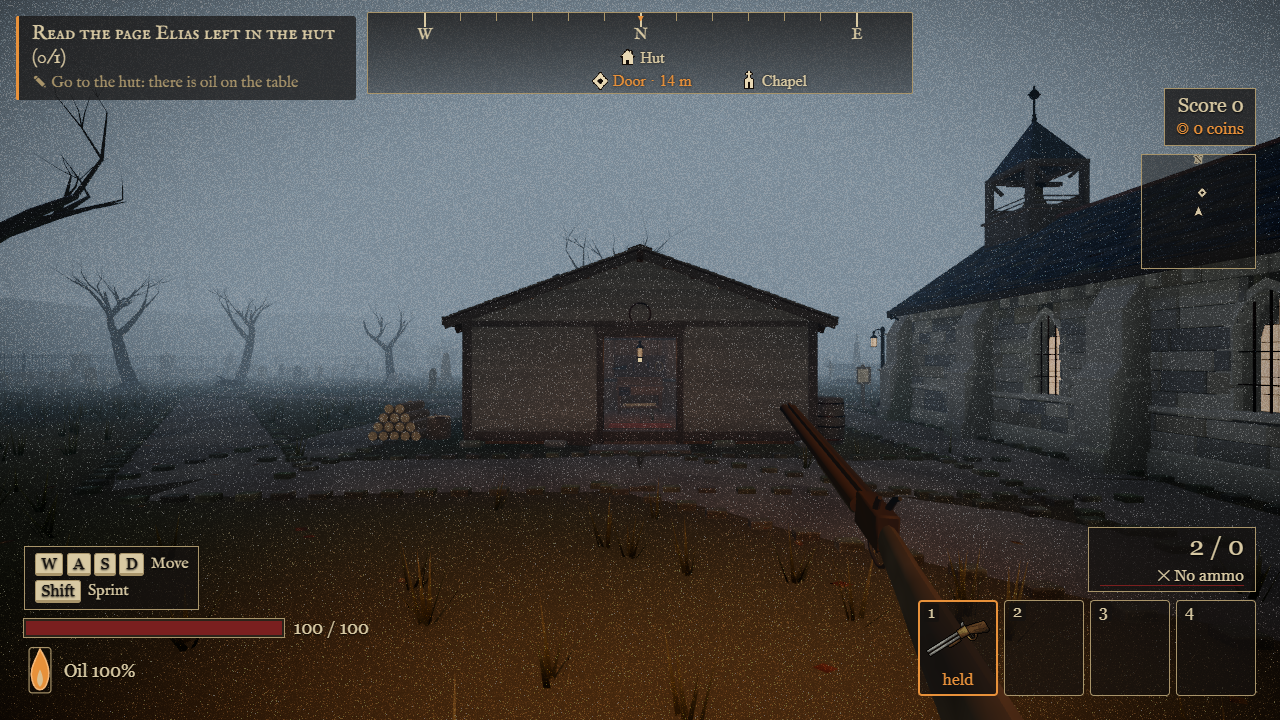 Read the page Elias left in the hut
(0/1)
Go to the hut: there is oil on the table
W N E
Hut
Door · 14 m
Chapel
Score 0
0 coins
N
W A S D Move
Shift Sprint
100 / 100
Oil 100%
2 / 0
No ammo
1 2 3 4
held